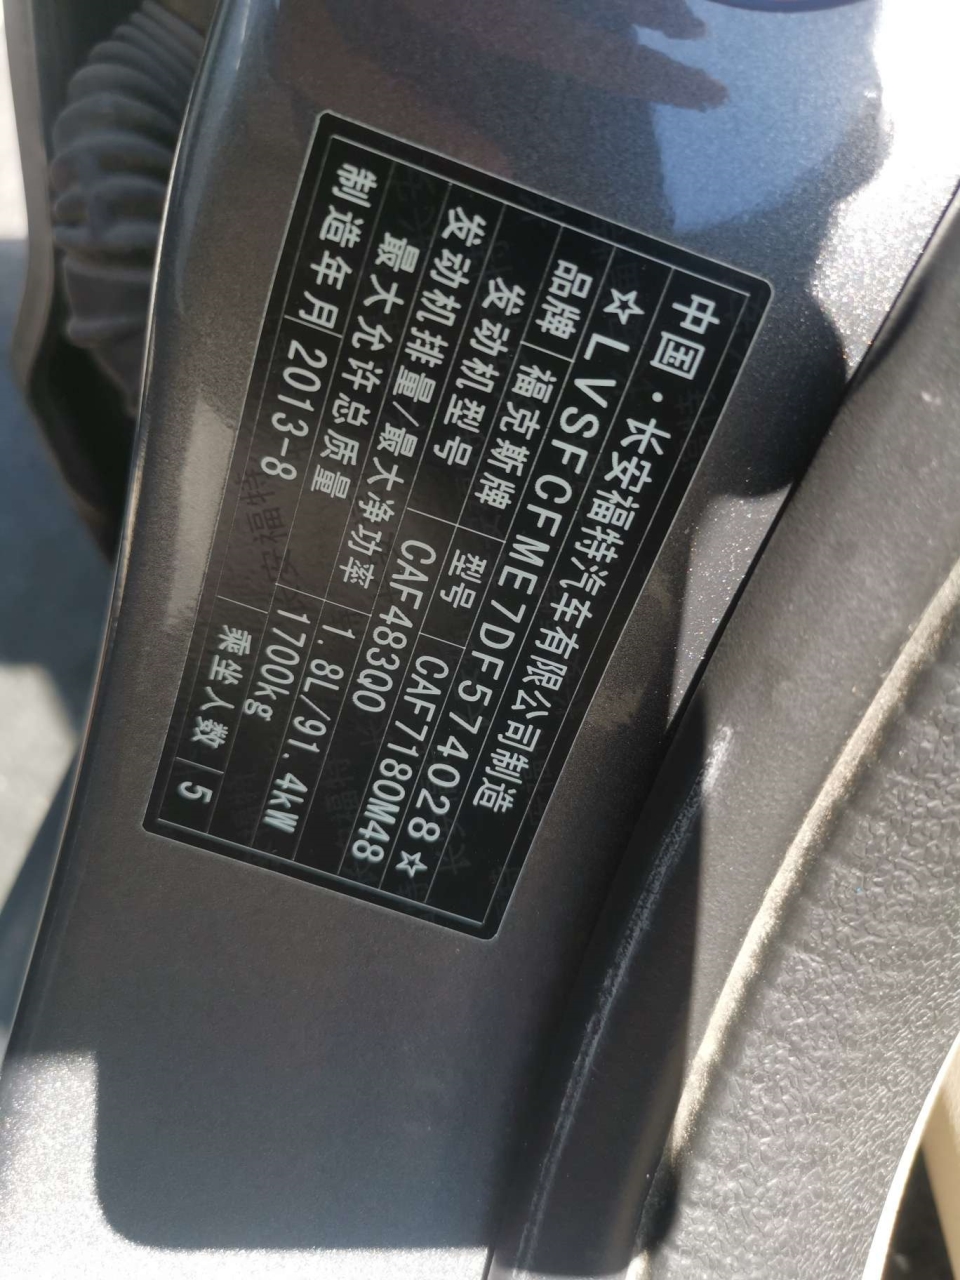 中国·长安福特汽车有限公司制造
☆LVSFCFME7DF574028☆
品牌 福克斯牌 型号 CAF7180M48
发动机型号 CAF483Q0
发动机排量/最大净功率 1.8L/91.4kW
最大允许总质量 1700kg
制造年月 2013-8 乘坐人数 5